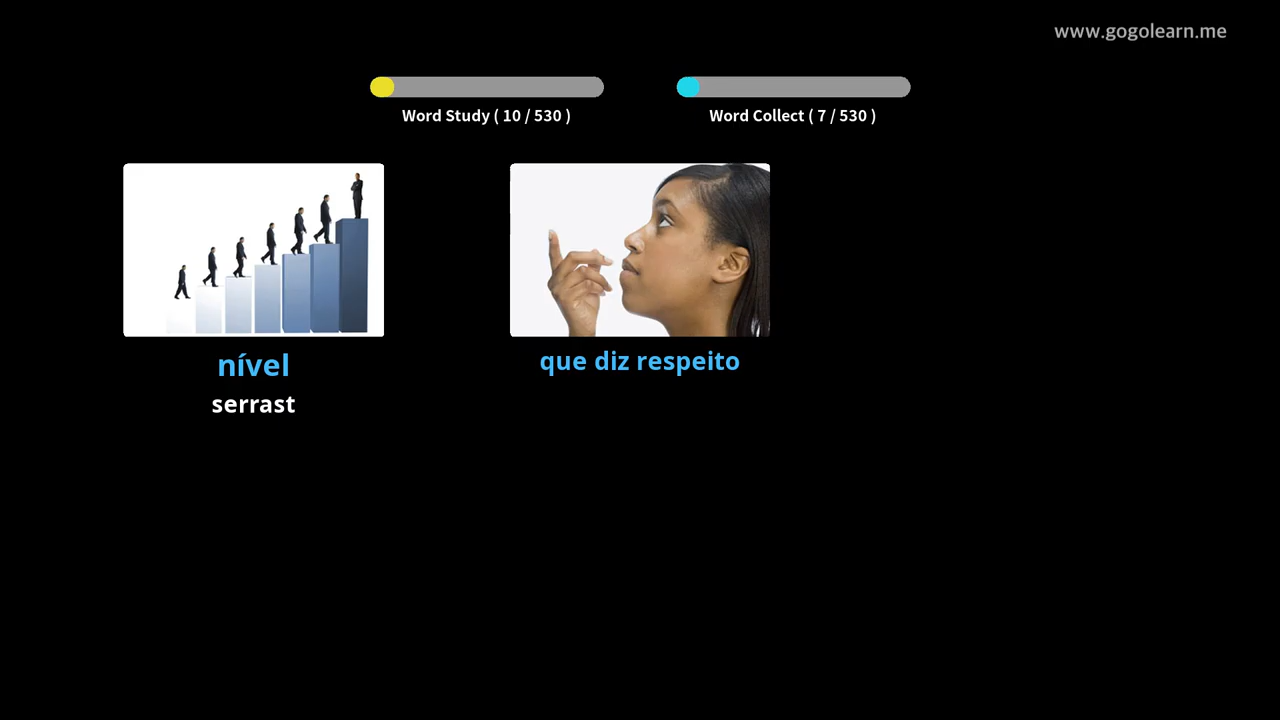 www.gogolearn.me
Word Study ( 10 / 530 )
Word Collect ( 7 / 530 )
nível
serrast
que diz respeito